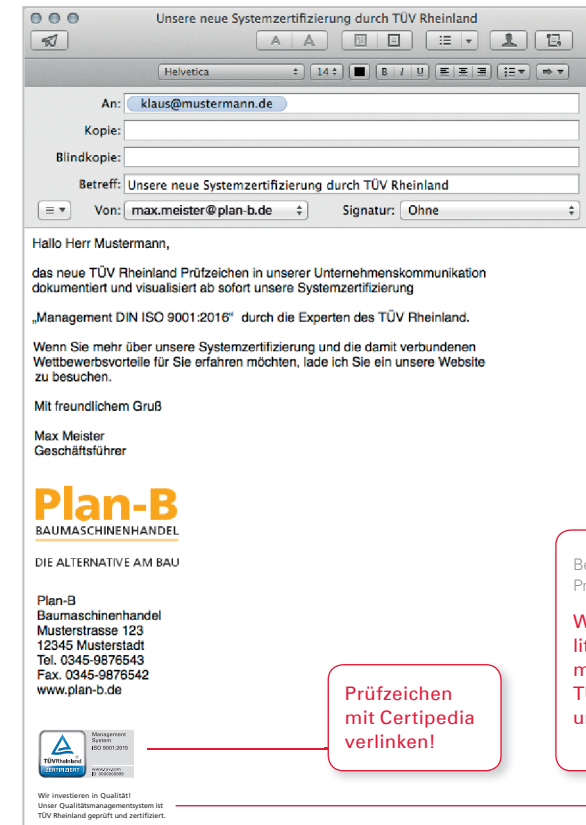 Unsere neue Systemzertifizierung durch TÜV Rheinland
A A
Helvetica 14 B I U
An: klaus@mustermann.de
Kopie:
Blindkopie:
Betreff: Unsere neue Systemzertifizierung durch TÜV Rheinland
Von: max.meister@plan-b.de Signatur: Ohne
Hallo Herr Mustermann,
das neue TÜV Rheinland Prüfzeichen in unserer Unternehmenskommunikation
dokumentiert und visualisiert ab sofort unsere Systemzertifizierung
„Management DIN ISO 9001:2016“ durch die Experten des TÜV Rheinland.
Wenn Sie mehr über unsere Systemzertifizierung und die damit verbundenen
Wettbewerbsvorteile für Sie erfahren möchten, lade ich Sie ein unsere Website
zu besuchen.
Mit freundlichem Gruß
Max Meister
Geschäftsführer
Plan-B
BAUMASCHINENHANDEL
DIE ALTERNATIVE AM BAU
Plan-B
Baumaschinenhandel
Musterstrasse 123
12345 Musterstadt
Tel. 0345-9876543
Fax. 0345-9876542
www.plan-b.de
Prüfzeichen
mit Certipedia
verlinken!
TÜVRheinland
ZERTIFIZIERT
Management
System
ISO 9001:2015
www.tuv.com
ID 0000000000
Wir investieren in Qualität!
Unser Qualitätsmanagementsystem ist
TÜV Rheinland geprüft und zertifiziert.